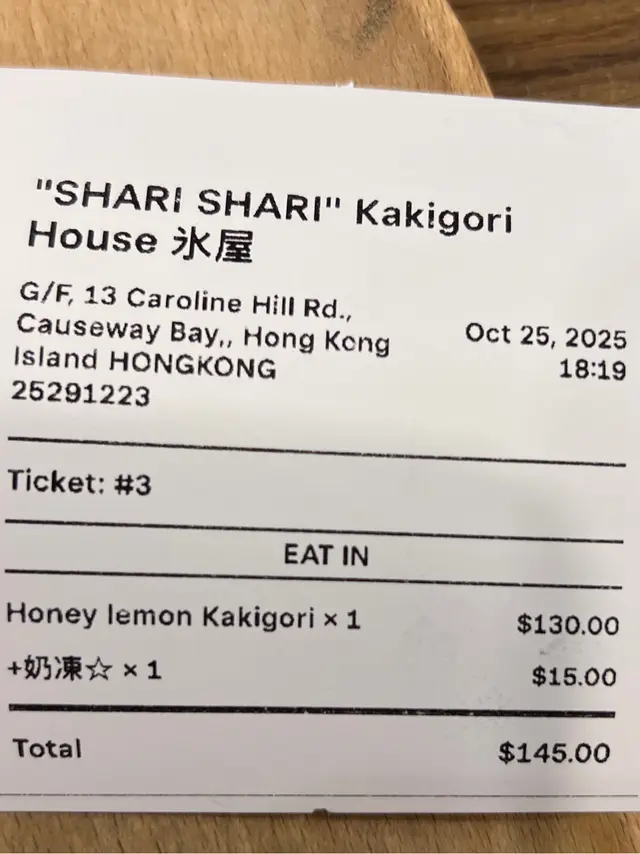 "SHARI SHARI" Kakigori
House 氷屋
G/F, 13 Caroline Hill Rd.,
Causeway Bay,, Hong Kong
Island HONGKONG
25291223
Oct 25, 2025
18:19
Ticket: #3
EAT IN
Honey lemon Kakigori × 1 $130.00
+奶凍☆ × 1 $15.00
Total $145.00